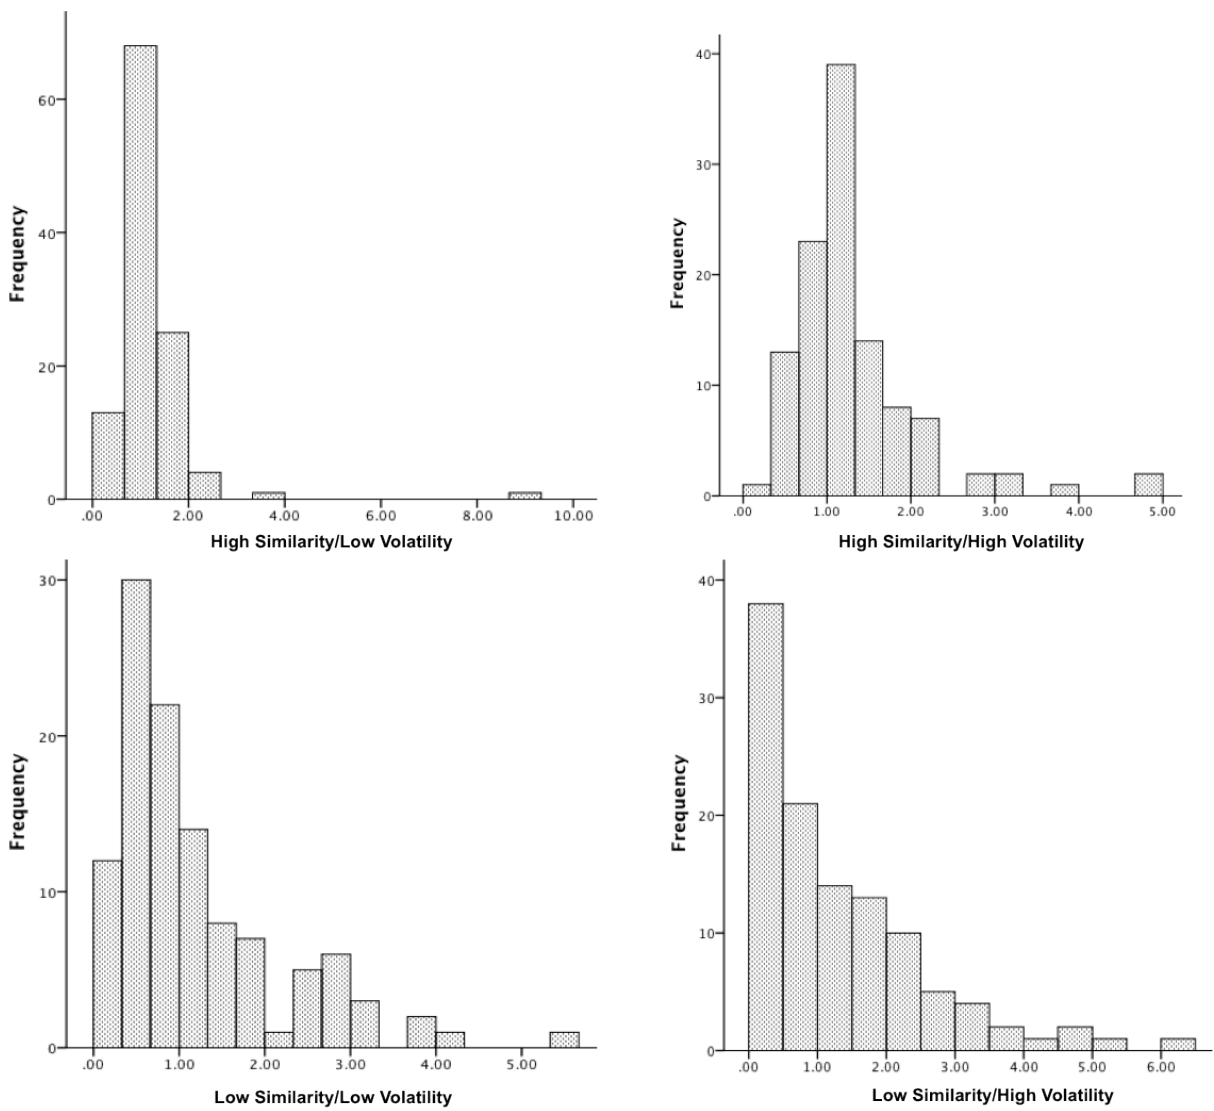 60
40
20
0
Frequency
.00 2.00 4.00 6.00 8.00 10.00
High Similarity/Low Volatility
40
30
20
10
0
Frequency
.00 1.00 2.00 3.00 4.00 5.00
High Similarity/High Volatility
30
20
10
0
Frequency
.00 1.00 2.00 3.00 4.00 5.00
Low Similarity/Low Volatility
40
30
20
10
0
Frequency
.00 1.00 2.00 3.00 4.00 5.00 6.00
Low Similarity/High Volatility